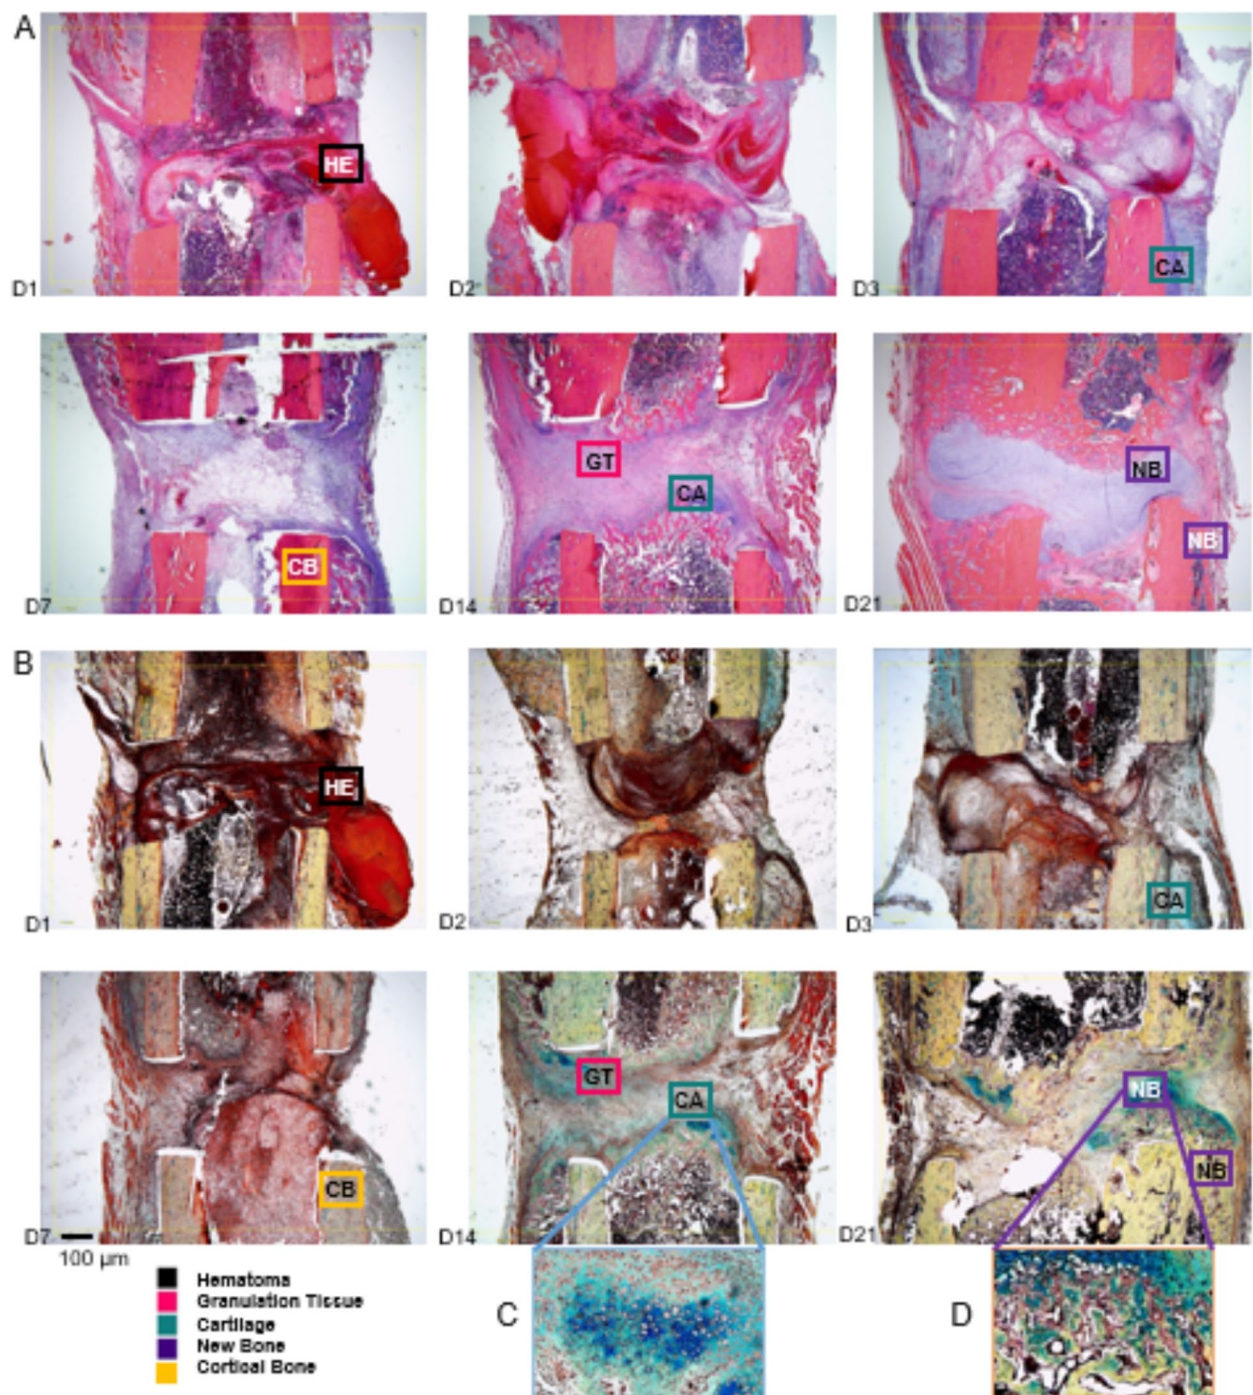 A
HE
CA
D1
D2
D3
GT
CA
NB
NB
CB
D7
D14
D21
B
HE
CA
D1
D2
D3
GT
CA
NB
NB
CB
D7
D14
D21
100 µm
Hematoma
Granulation Tissue
Cartilage
New Bone
Cortical Bone
C
D